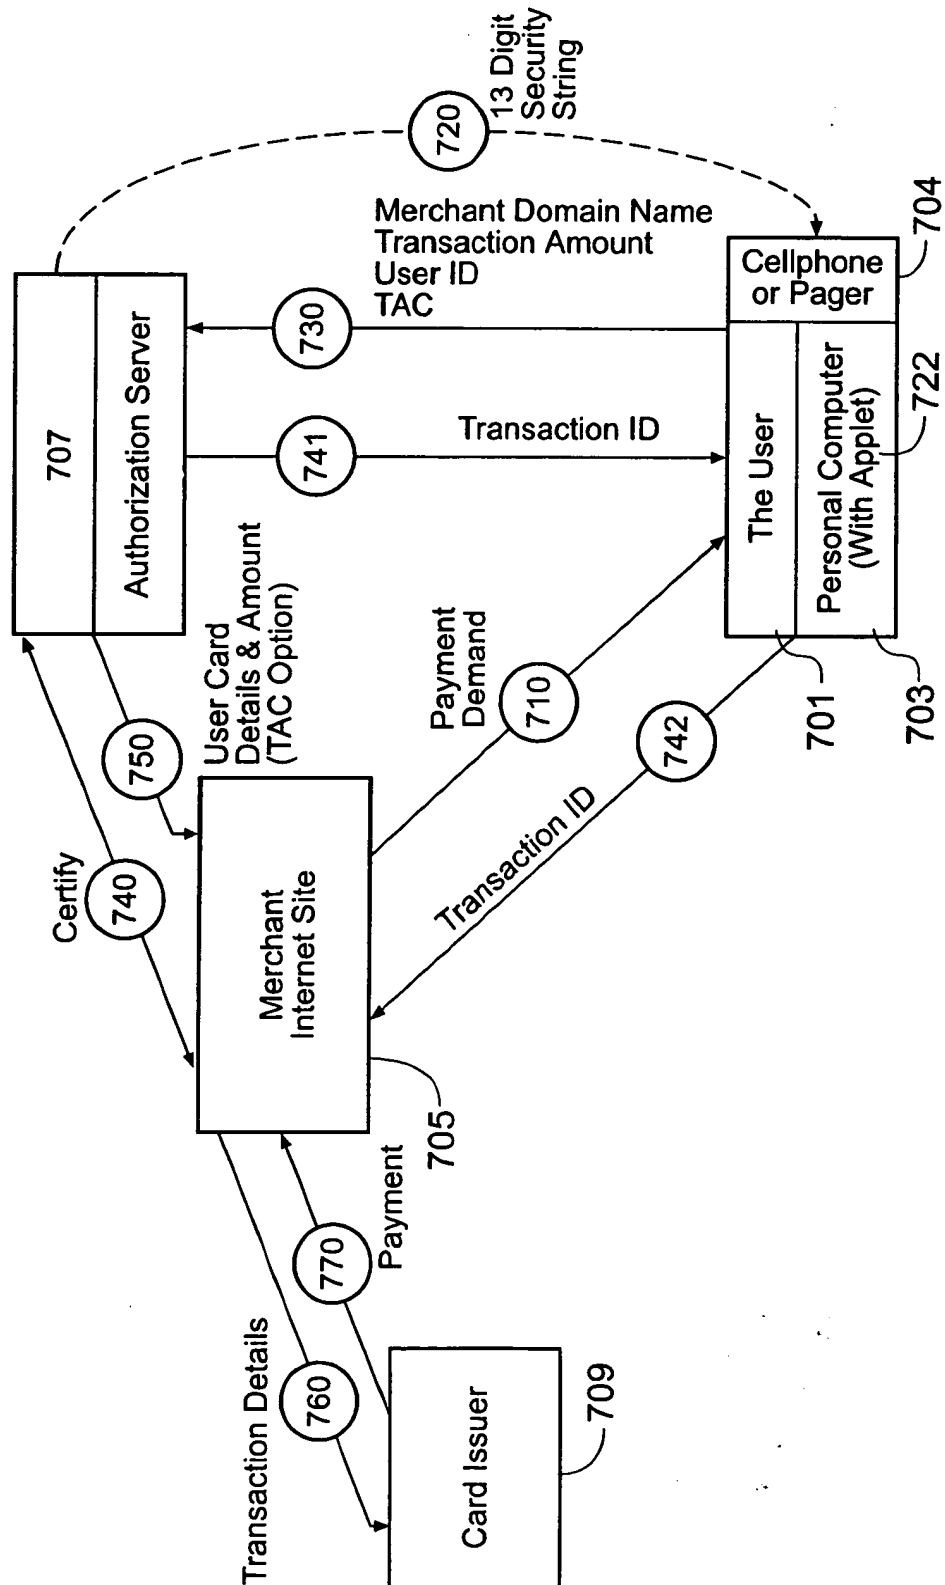 Transaction Details
760
Card Issuer
709
770
Payment
Certify
740
750
User Card
Details & Amount
(TAC Option)
Merchant
Internet Site
705
Transaction ID
742
Payment
Demand
710
707
Authorization Server
741
Transaction ID
730
Merchant Domain Name
Transaction Amount
User ID
TAC
720
13 Digit
Security
String
The User
Personal Computer
(With Applet)
Cellphone
or Pager
701
703
722
704